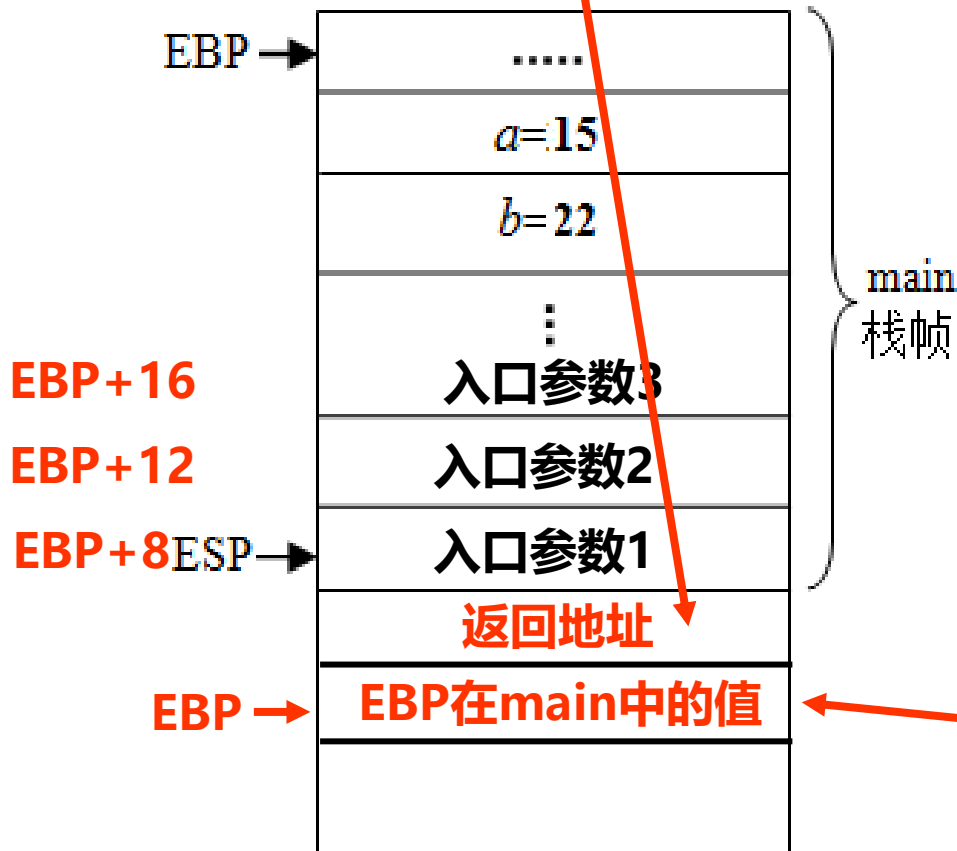 EBP
.....
a=15
b=22
main
栈帧
⋮
EBP+16 入口参数3
EBP+12 入口参数2
EBP+8 ESP 入口参数1
返回地址
EBP EBP在main中的值